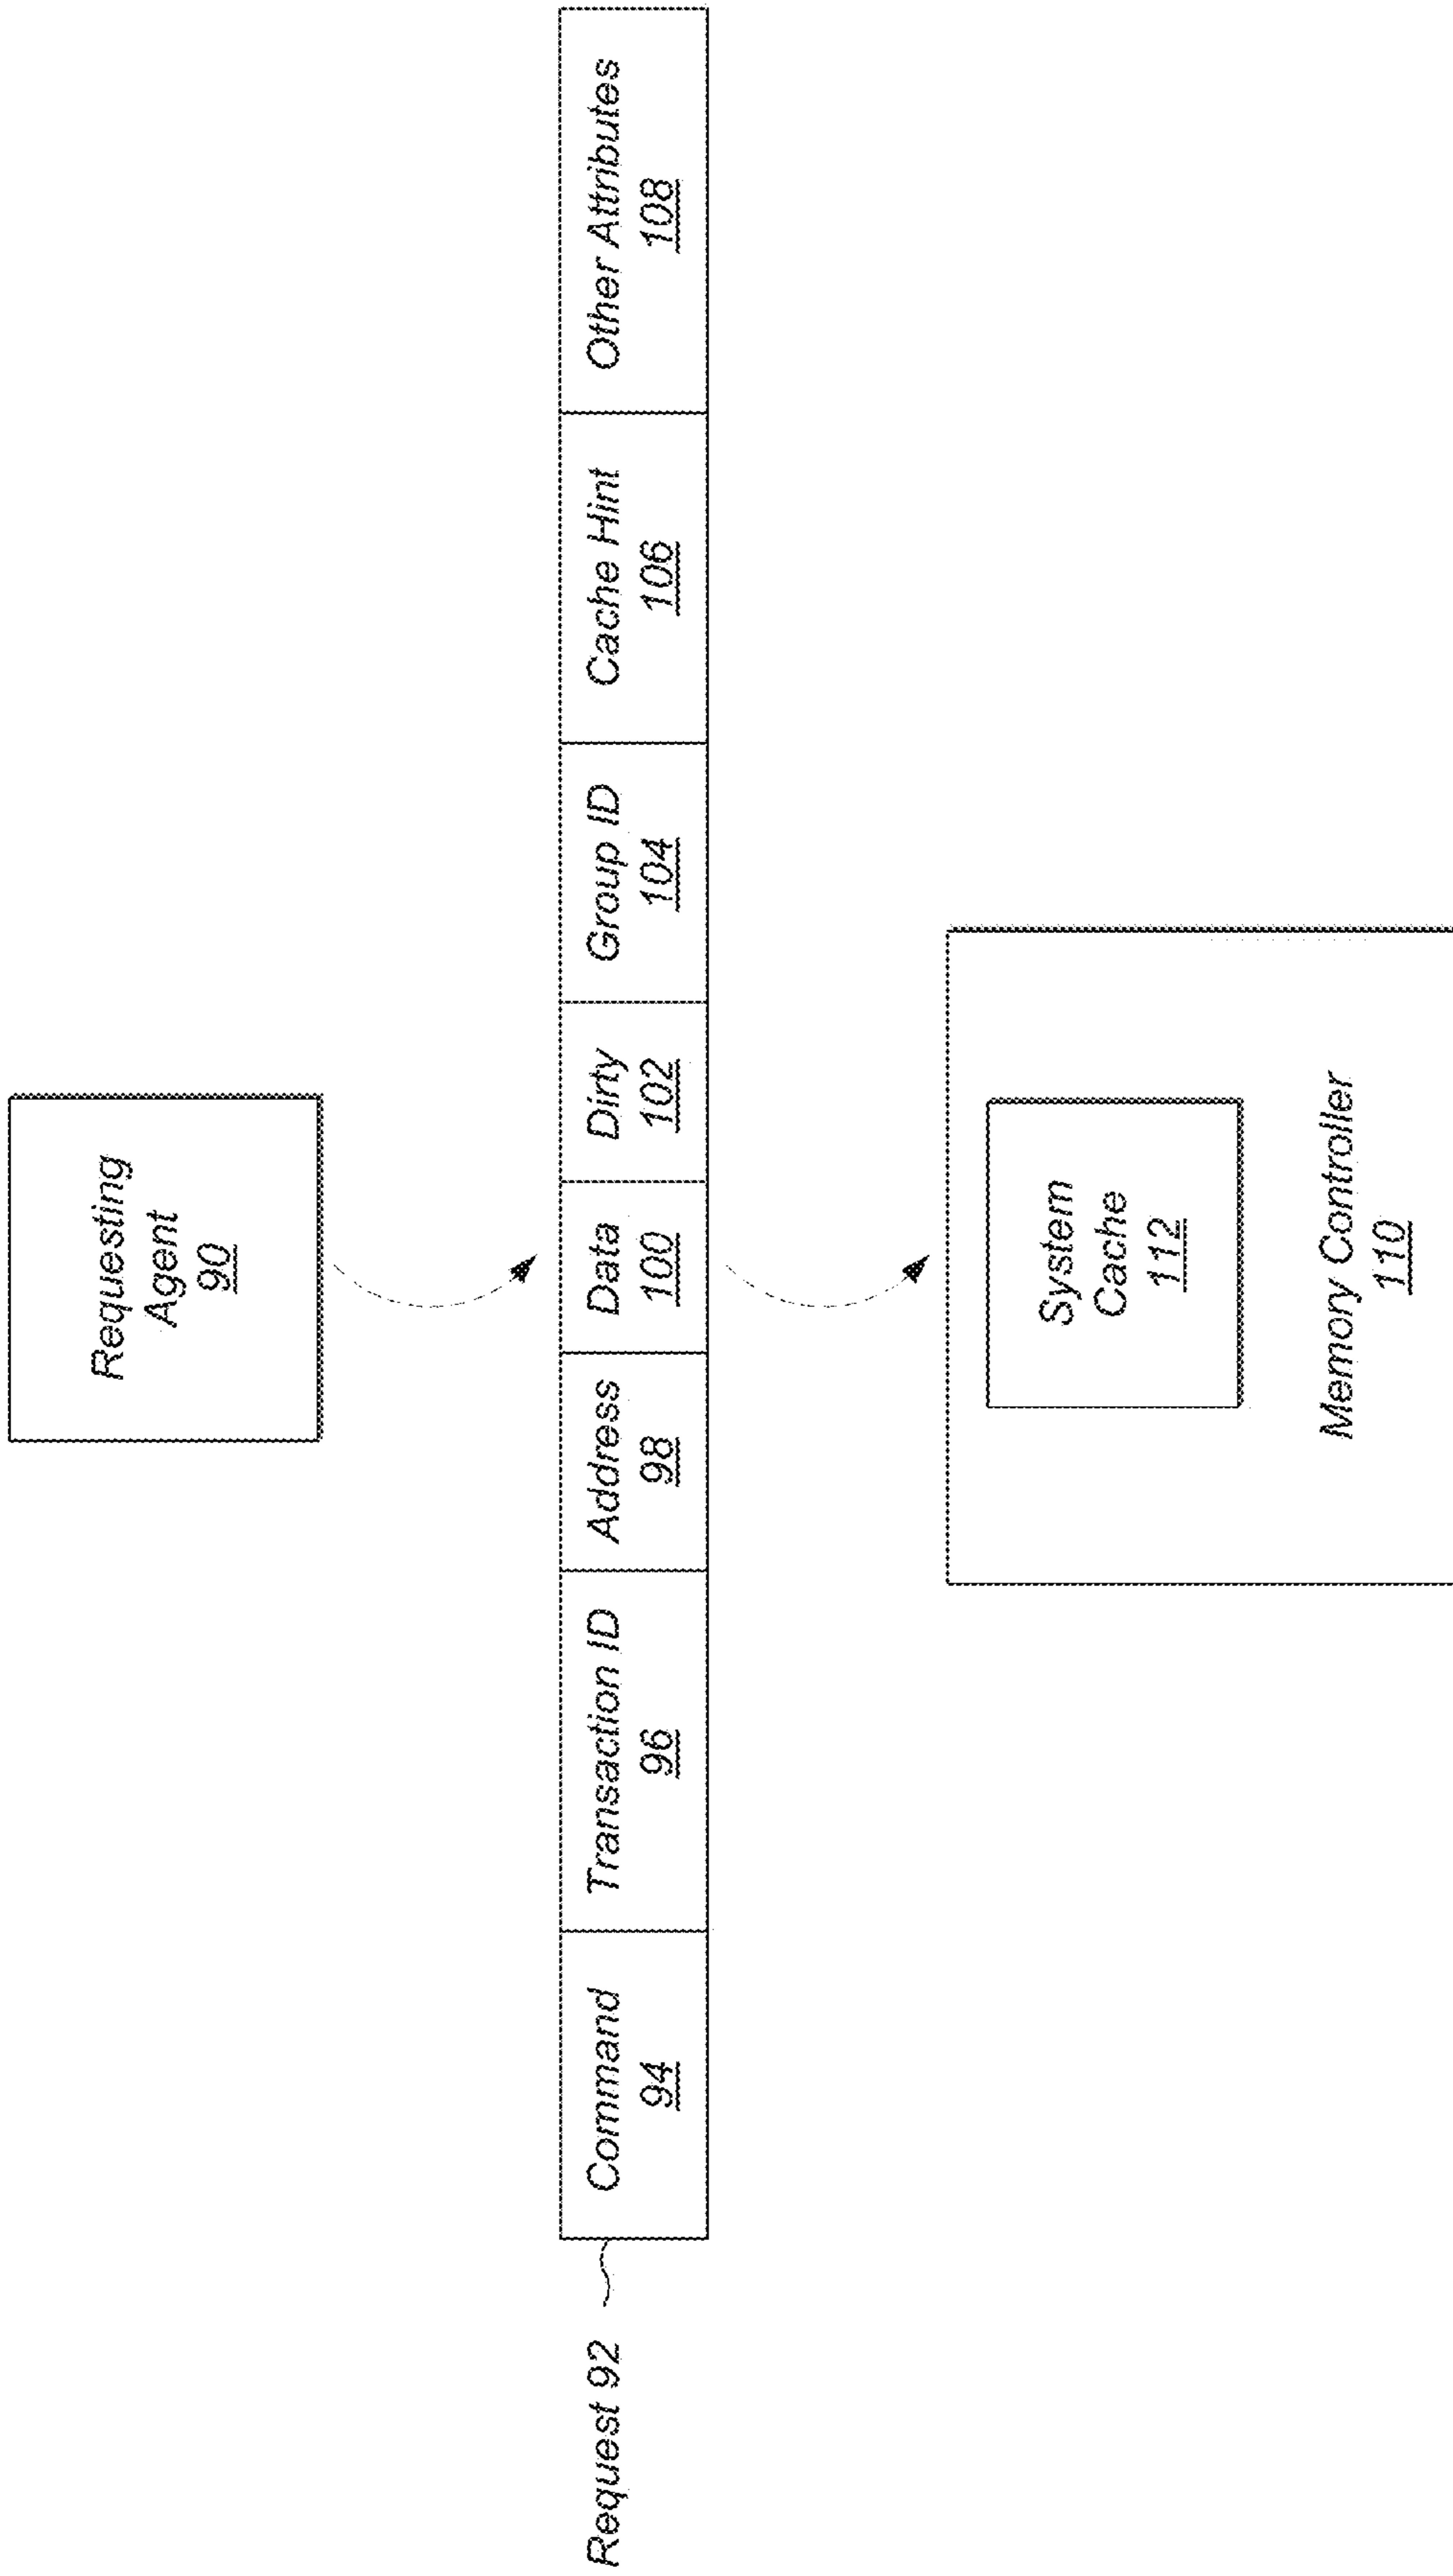 Requesting
Agent
90
Request 92
Command
94
Transaction ID
96
Address
98
Data
100
Dirty
102
Group ID
104
Cache Hint
106
Other Attributes
108
System
Cache
112
Memory Controller
110